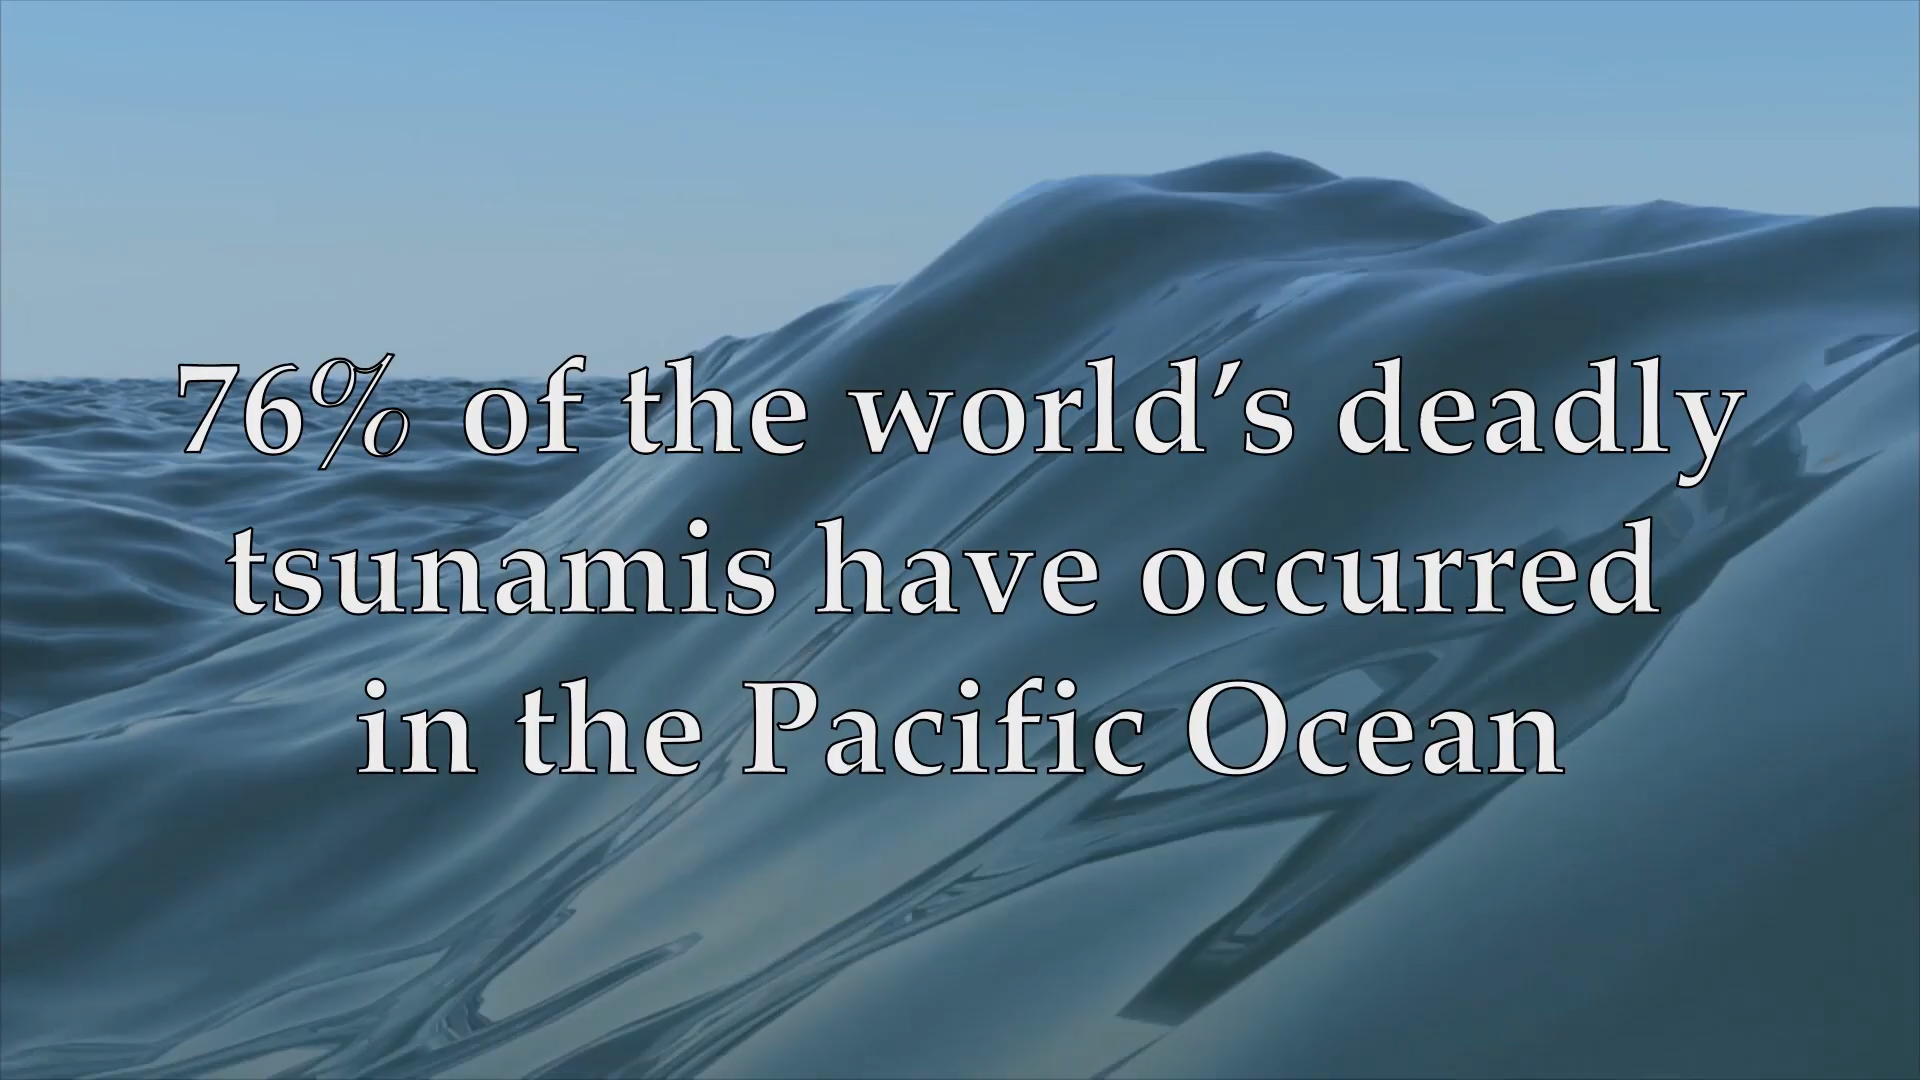 76% of the world’s deadly
tsunamis have occurred
in the Pacific Ocean